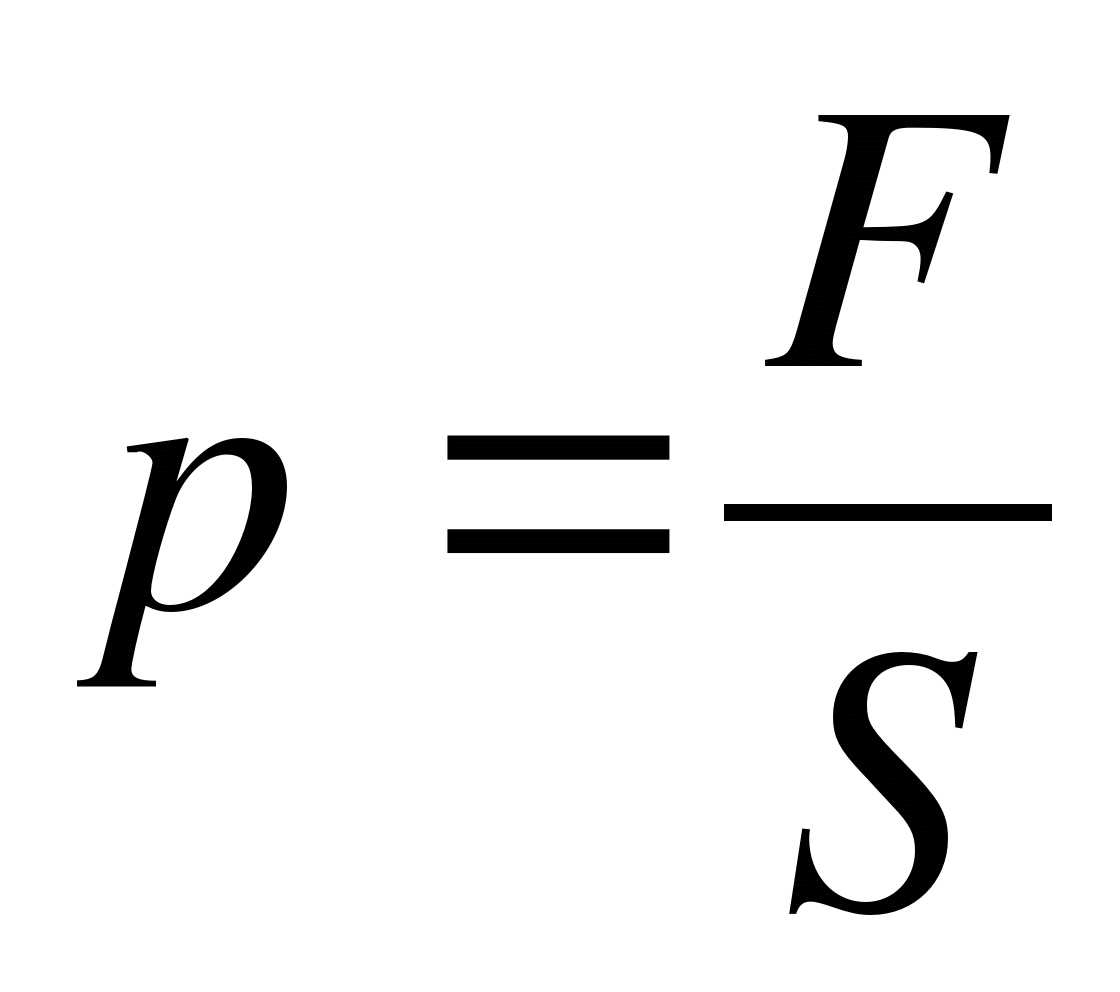 p = F/S